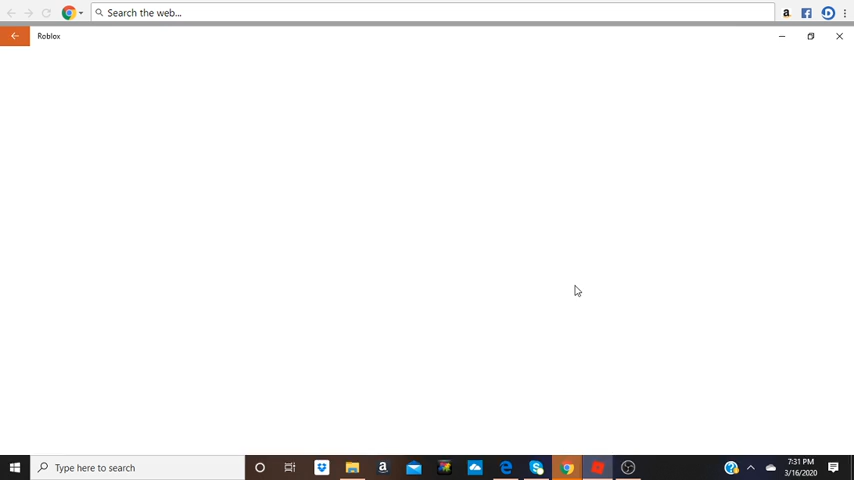 Search the web...
Roblox
Type here to search
7:31 PM
3/16/2020